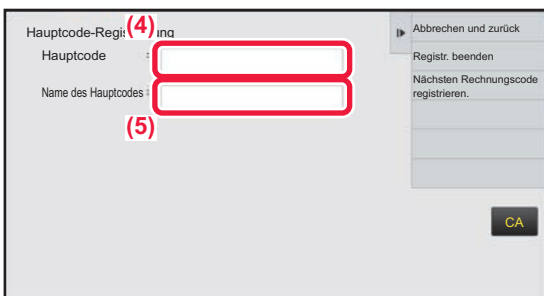 (4)
Hauptcode-Regis ung
Hauptcode :
Name des Hauptcodes :
(5)
Abbrechen und zurück
Registr. beenden
Nächsten Rechnungscode
registrieren.
CA